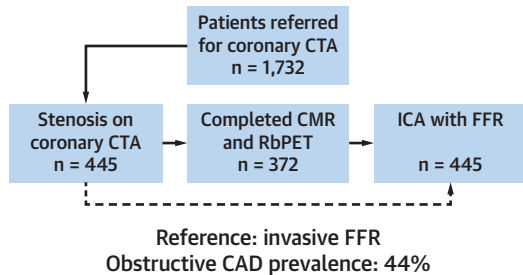 Patients referred
for coronary CTA
n = 1,732
Stenosis on
coronary CTA
n = 445
Completed CMR
and RbPET
n = 372
ICA with FFR
n = 445
Reference: invasive FFR
Obstructive CAD prevalence: 44%